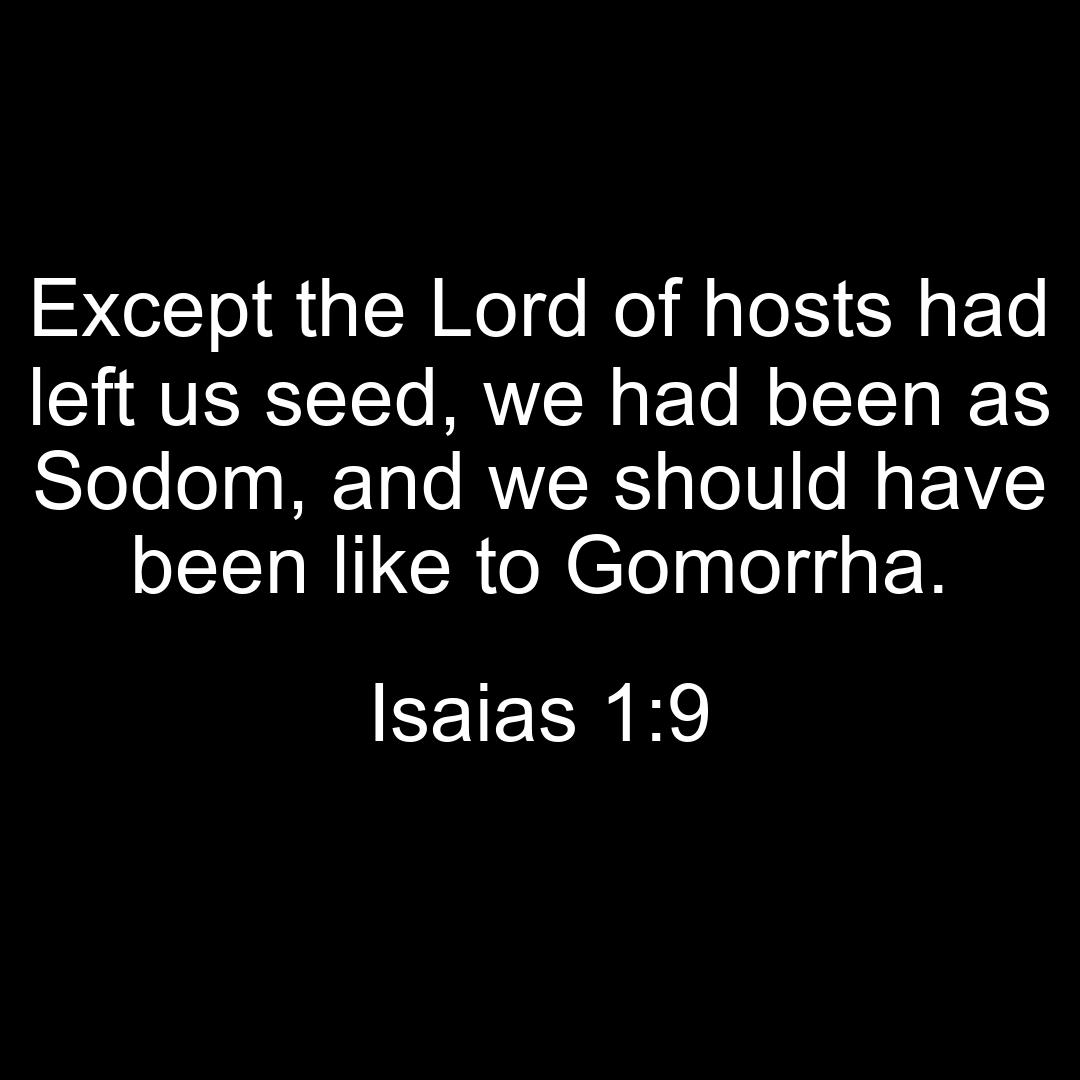 Except the Lord of hosts had
left us seed, we had been as
Sodom, and we should have
been like to Gomorrha.
Isaias 1:9